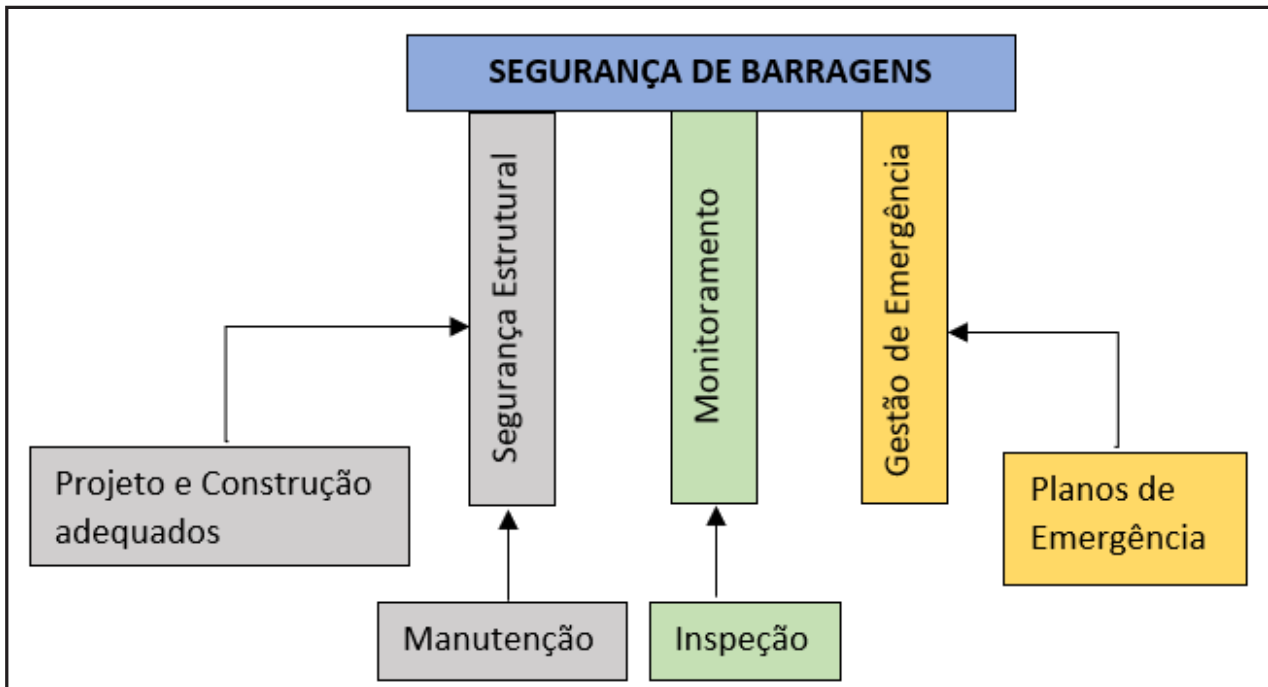 SEGURANÇA DE BARRAGENS
Segurança Estrutural
Monitoramento
Gestão de Emergência
Projeto e Construção
adequados
Planos de
Emergência
Manutenção
Inspeção